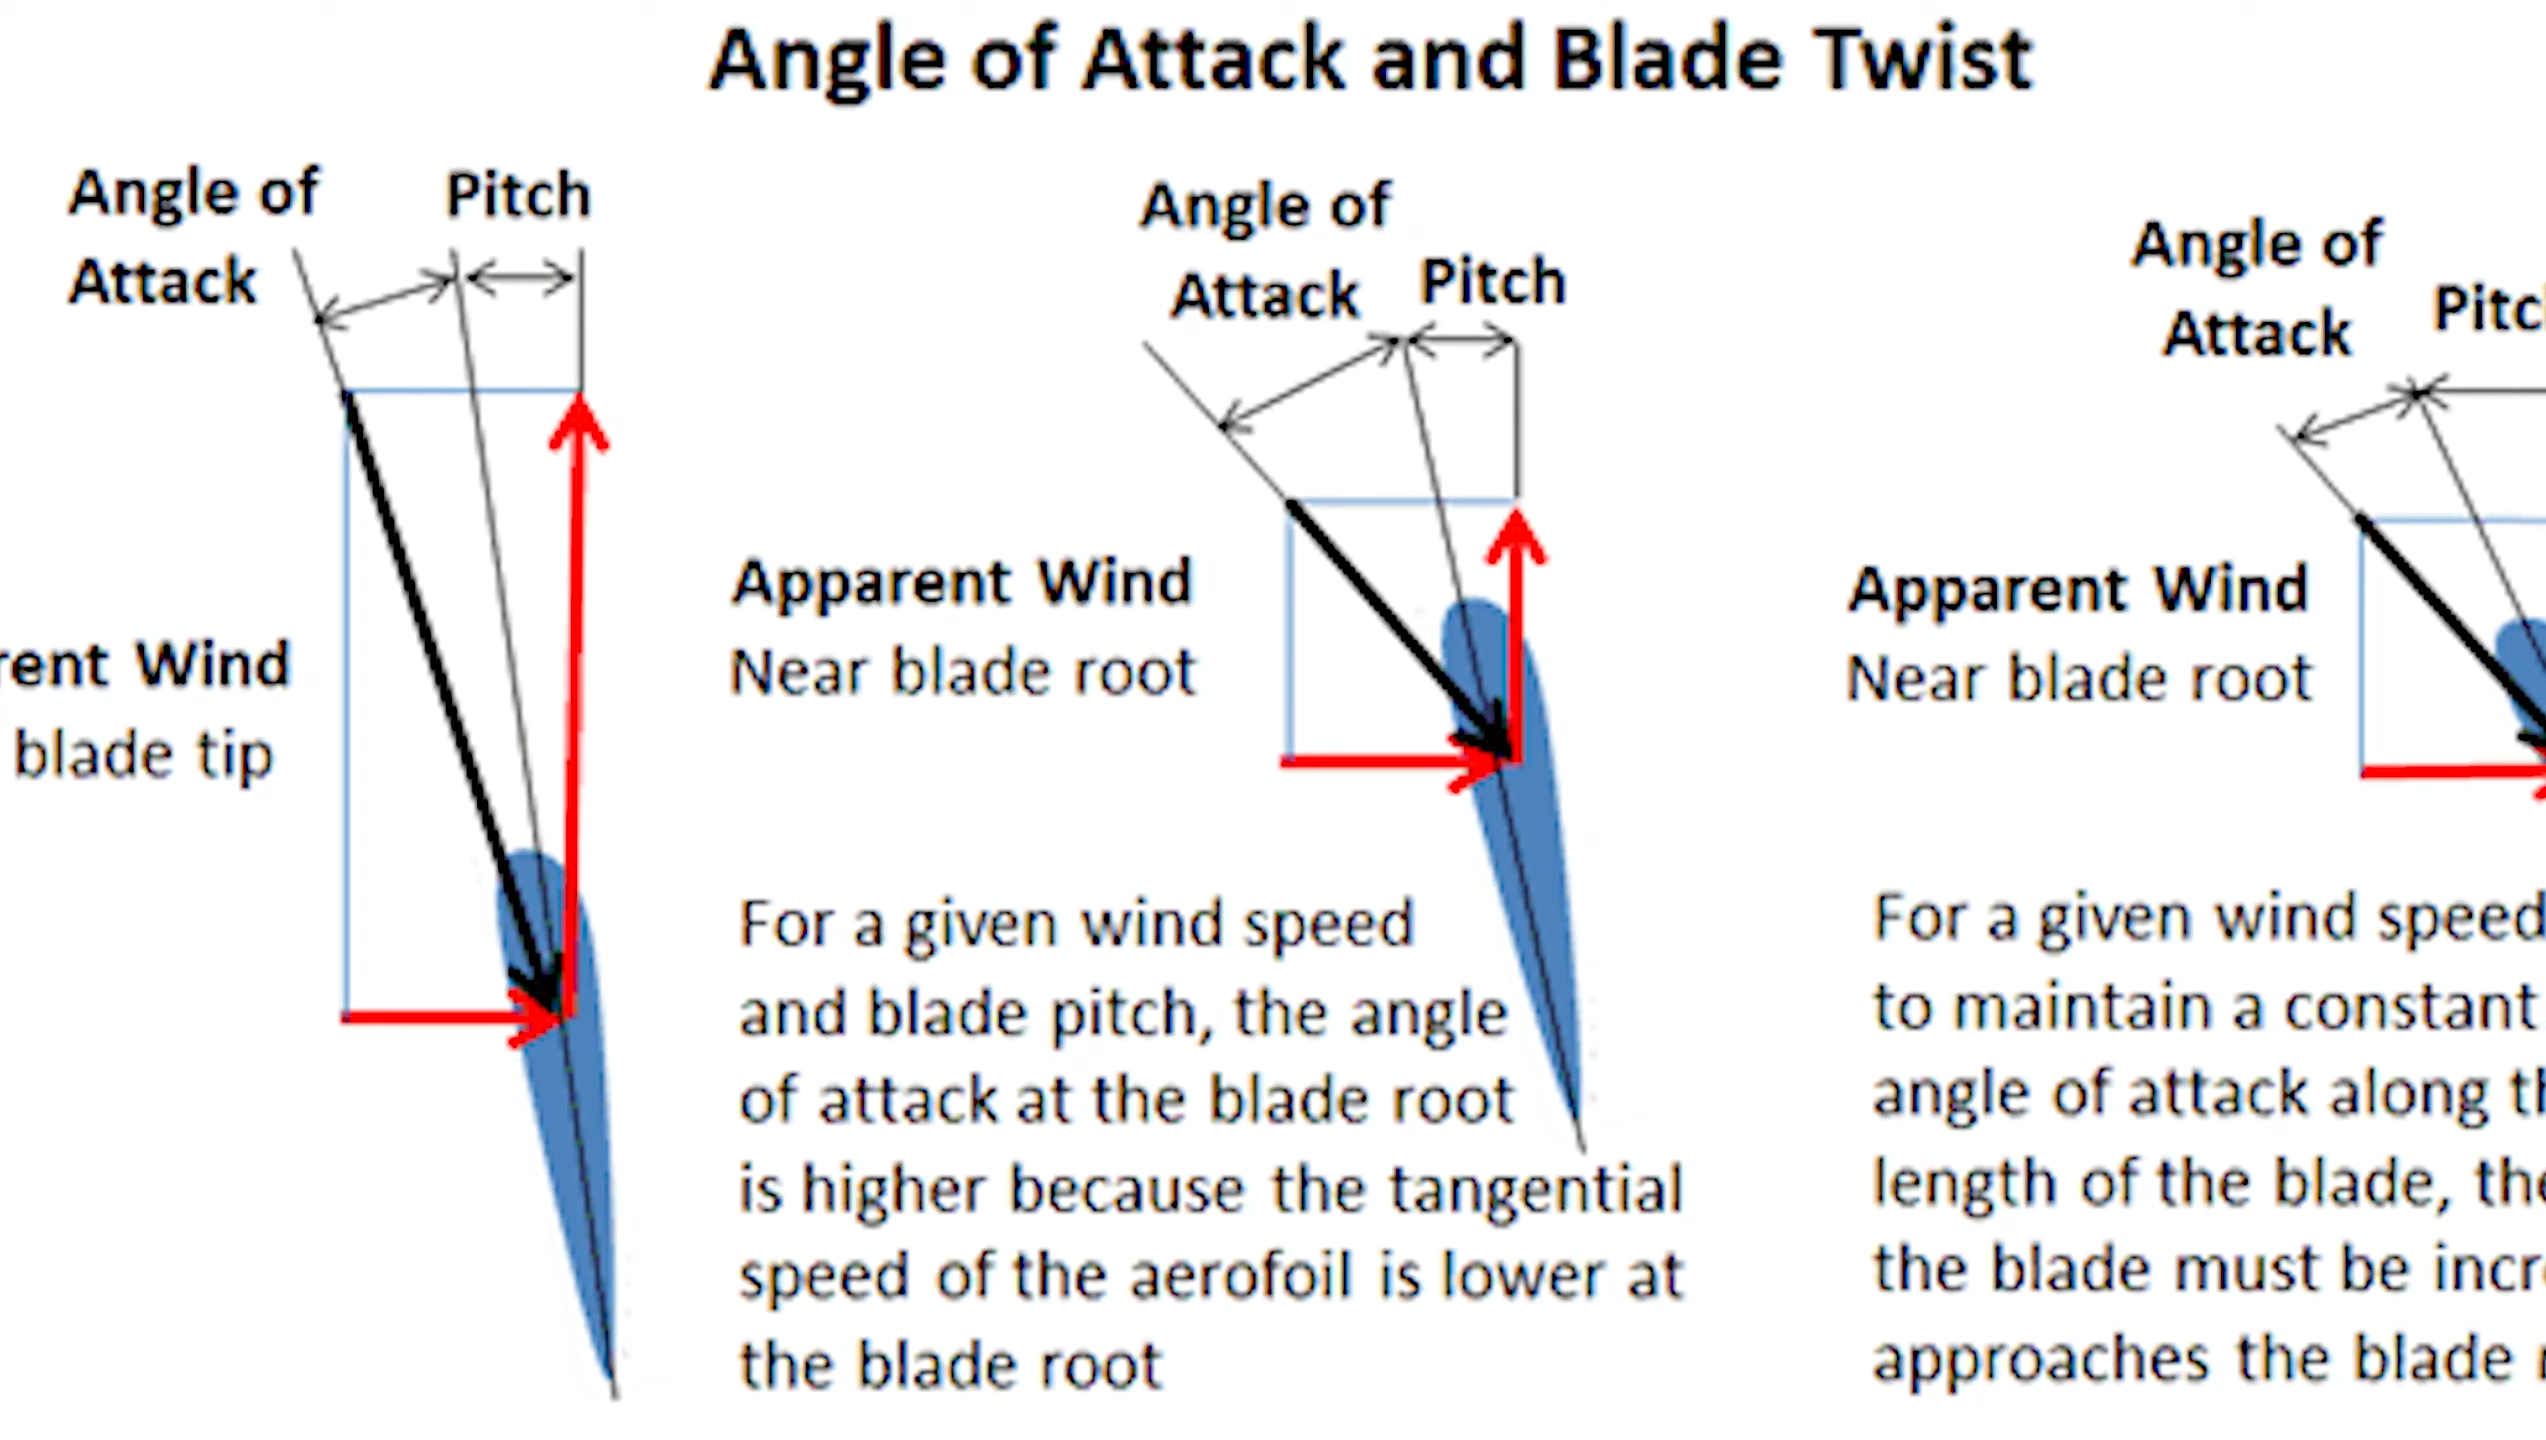 Angle of Attack and Blade Twist
Angle of
Attack
Pitch
rent Wind
blade tip
Angle of
Attack
Pitch
Apparent Wind
Near blade root
For a given wind speed
and blade pitch, the angle
of attack at the blade root
is higher because the tangential
speed of the aerofoil is lower at
the blade root
Angle of
Attack
Pitc
Apparent Wind
Near blade root
For a given wind speed
to maintain a constant
angle of attack along th
length of the blade, the
the blade must be incre
approaches the blade